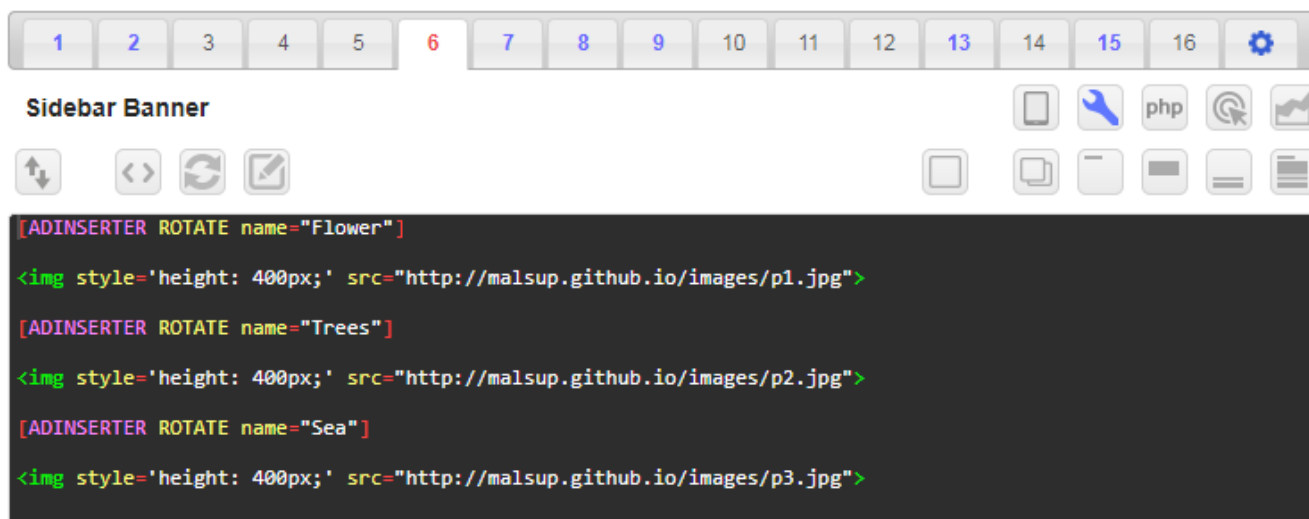 1 2 3 4 5 6 7 8 9 10 11 12 13 14 15 16
Sidebar Banner
php
[ADINSERTER ROTATE name="Flower"]
<img style='height: 400px;' src="http://malsup.github.io/images/p1.jpg">
[ADINSERTER ROTATE name="Trees"]
<img style='height: 400px;' src="http://malsup.github.io/images/p2.jpg">
[ADINSERTER ROTATE name="Sea"]
<img style='height: 400px;' src="http://malsup.github.io/images/p3.jpg">